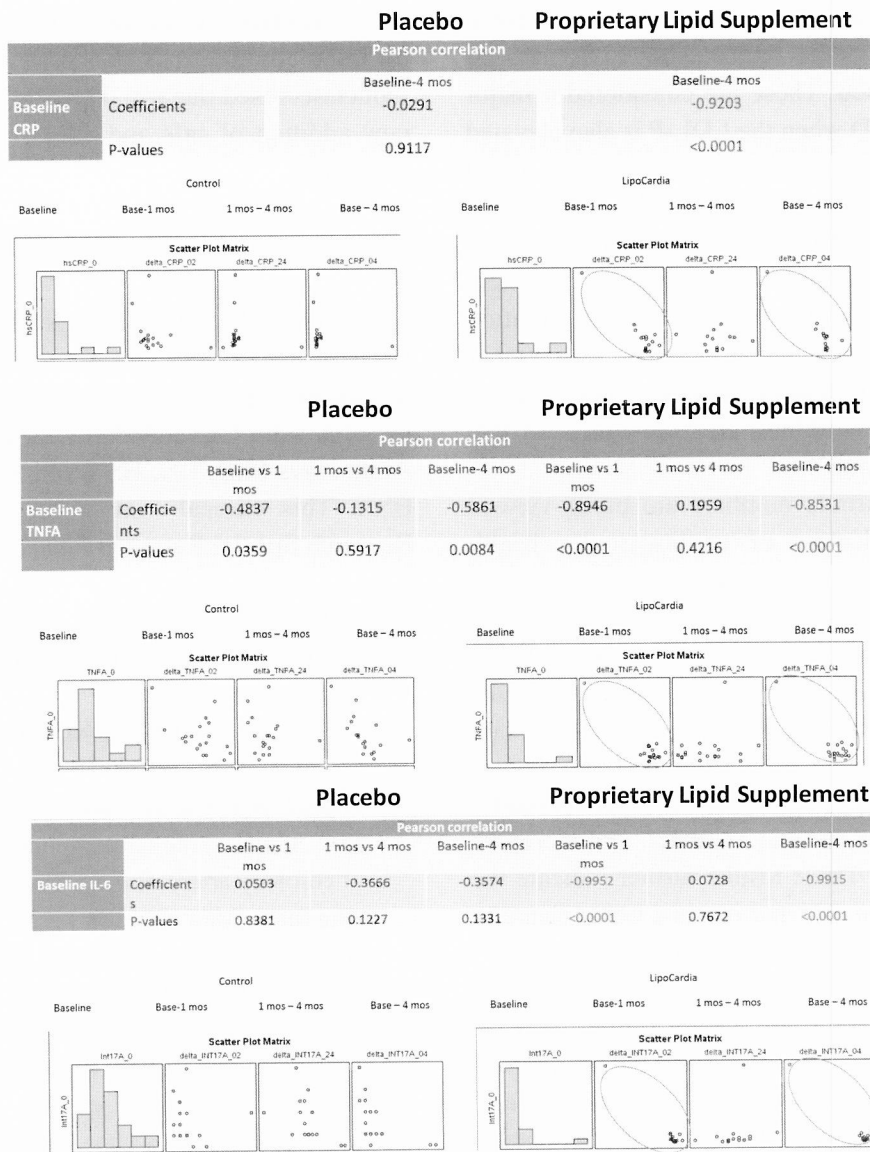 Placebo Proprietary Lipid Supplement
Pearson correlation
Baseline-4 mos Baseline-4 mos
Baseline CRP Coefficients -0.0291 -0.9203
P-values 0.9117 <0.0001
Control LipoCardia
Baseline Base-1 mos 1 mos – 4 mos Base – 4 mos Baseline Base-1 mos 1 mos – 4 mos Base – 4 mos
Scatter Plot Matrix Scatter Plot Matrix
hsCRP_0 delta_CRP_02 delta_CRP_24 delta_CRP_04 hsCRP_0 delta_CRP_02 delta_CRP_24 delta_CRP_04
hsCRP_0 hsCRP_0
Placebo Proprietary Lipid Supplement
Pearson correlation
Baseline vs 1 mos 1 mos vs 4 mos Baseline-4 mos Baseline vs 1 mos 1 mos vs 4 mos Baseline-4 mos
Baseline TNFA Coefficie nts -0.4837 -0.1315 -0.5861 -0.8946 0.1959 -0.8531
P-values 0.0359 0.5917 0.0084 <0.0001 0.4216 <0.0001
Control LipoCardia
Baseline Base-1 mos 1 mos – 4 mos Base – 4 mos Baseline Base-1 mos 1 mos – 4 mos Base – 4 mos
Scatter Plot Matrix Scatter Plot Matrix
TNFA_0 delta_TNFA_02 delta_TNFA_24 delta_TNFA_04 TNFA_0 delta_TNFA_02 delta_TNFA_24 delta_TNFA_04
TNFA_0 TNFA_0
Placebo Proprietary Lipid Supplement
Pearson correlation
Baseline vs 1 mos 1 mos vs 4 mos Baseline-4 mos Baseline vs 1 mos 1 mos vs 4 mos Baseline-4 mos
Baseline IL-6 Coefficient s 0.0503 -0.3666 -0.3574 -0.9952 0.0728 -0.9915
P-values 0.8381 0.1227 0.1331 <0.0001 0.7672 <0.0001
Control LipoCardia
Baseline Base-1 mos 1 mos – 4 mos Base – 4 mos Baseline Base-1 mos 1 mos – 4 mos Base – 4 mos
Scatter Plot Matrix Scatter Plot Matrix
Int17A_0 delta_INT17A_02 delta_INT17A_24 delta_INT17A_04 Int17A_0 delta_INT17A_02 delta_INT17A_24 delta_INT17A_04
Int17A_0 Int17A_0